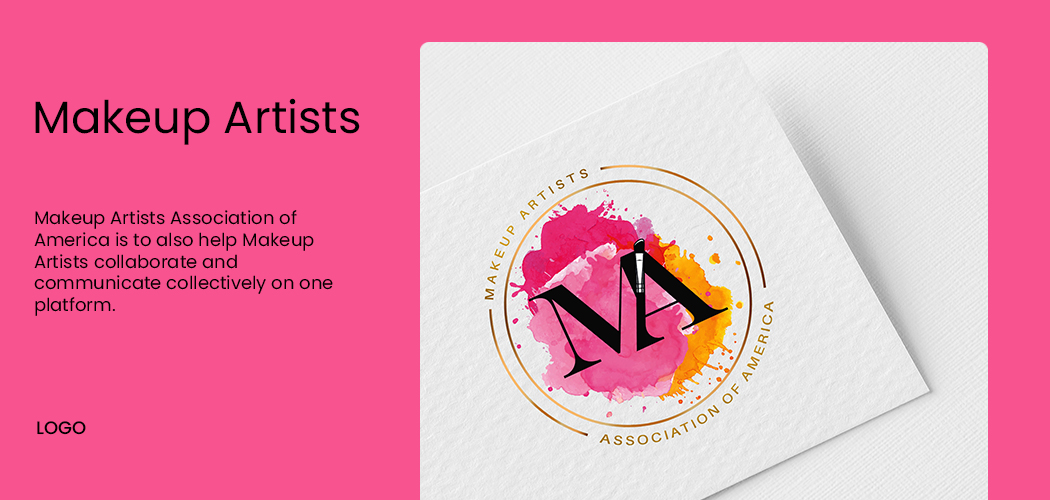 Makeup Artists
Makeup Artists Association of
America is to also help Makeup
Artists collaborate and
communicate collectively on one
platform.
LOGO
MAKEUP ARTISTS
MA
ASSOCIATION OF AMERICA